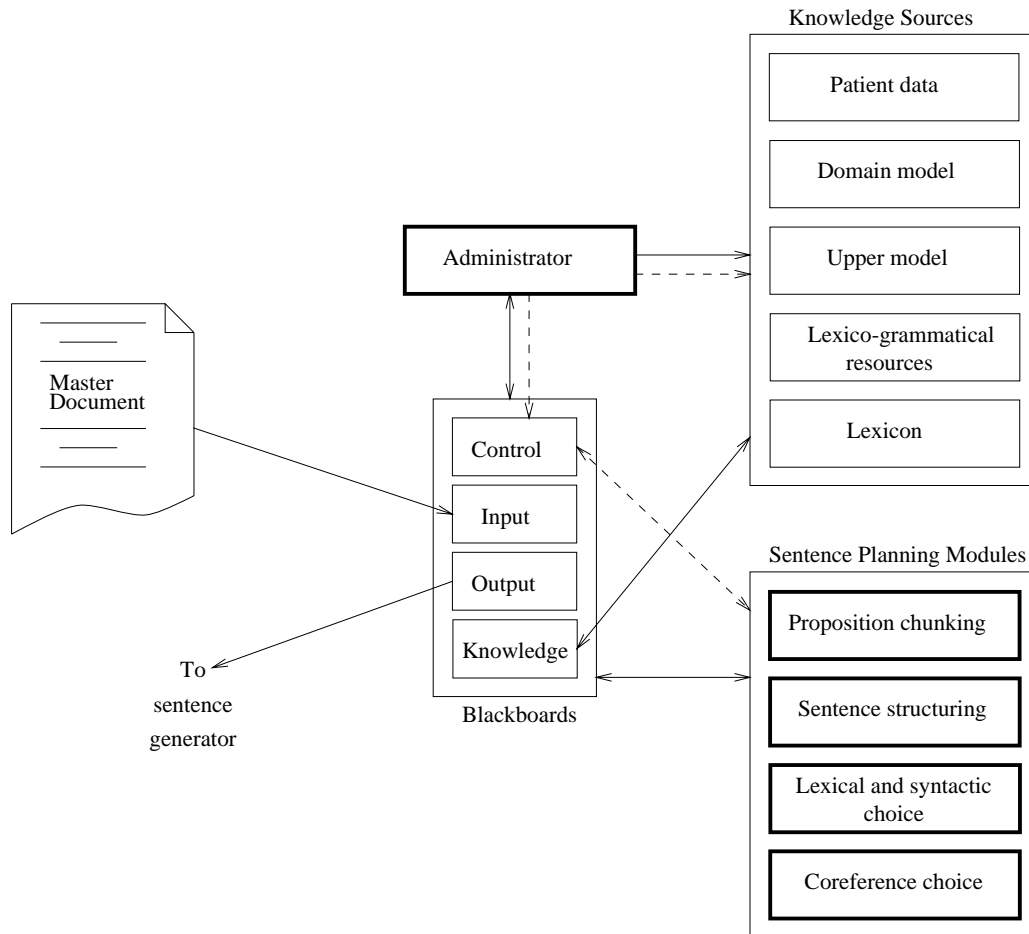 Knowledge Sources
Patient data
Domain model
Administrator
Upper model
Lexico-grammatical
resources
Master
Document
Lexicon
Control
Input
Output
Knowledge
Blackboards
To
sentence
generator
Sentence Planning Modules
Proposition chunking
Sentence structuring
Lexical and syntactic
choice
Coreference choice